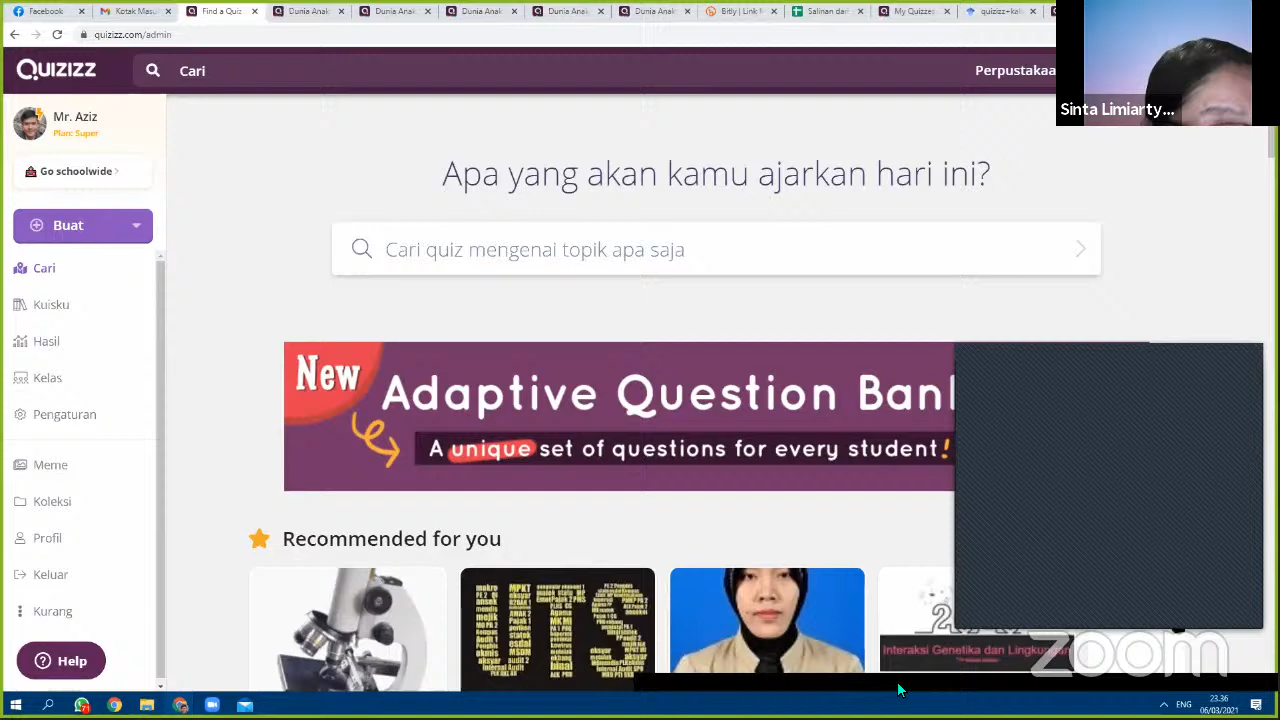 Facebook
Kotak Masu
Find a Quiz
Dunia Anak
Dunia Anak
Dunia Anak
Dunia Anak
Dunia Anak
Bitly | Link M
Salinan dari
My Quizzes
quizizz+kal
quizizz.com/admin
QUIZIZZ
Cari
Perpustakaa
Sinta Limiarty...
Mr. Aziz
Plan: Super
Go schoolwide
Buat
Cari
Kuisku
Hasil
Kelas
Pengaturan
Meme
Koleksi
Profil
Keluar
Kurang
Help
Apa yang akan kamu ajarkan hari ini?
Cari quiz mengenai topik apa saja
New
Adaptive Question Ban
A unique set of questions for every student!
Recommended for you
UTS
Interaksi Genetika dan Lingkungan
zoom
ENG
23.36
06/03/2021